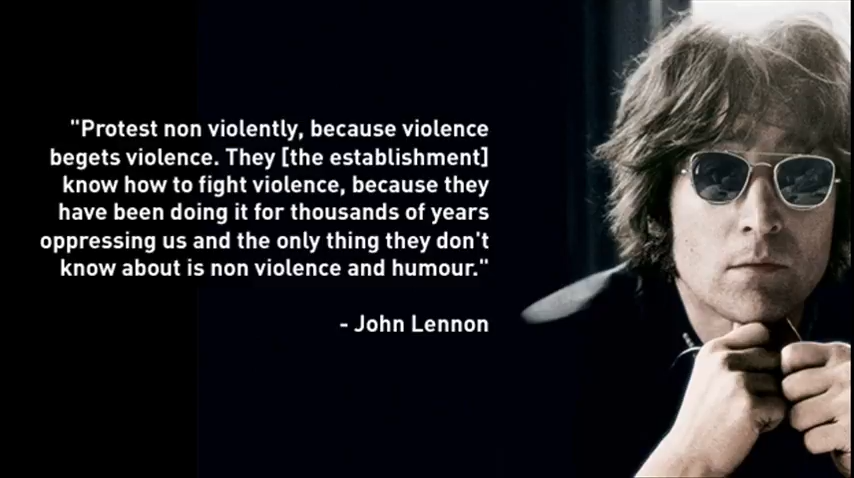 "Protest non violently, because violence
begets violence. They [the establishment]
know how to fight violence, because they
have been doing it for thousands of years
oppressing us and the only thing they don't
know about is non violence and humour."
- John Lennon